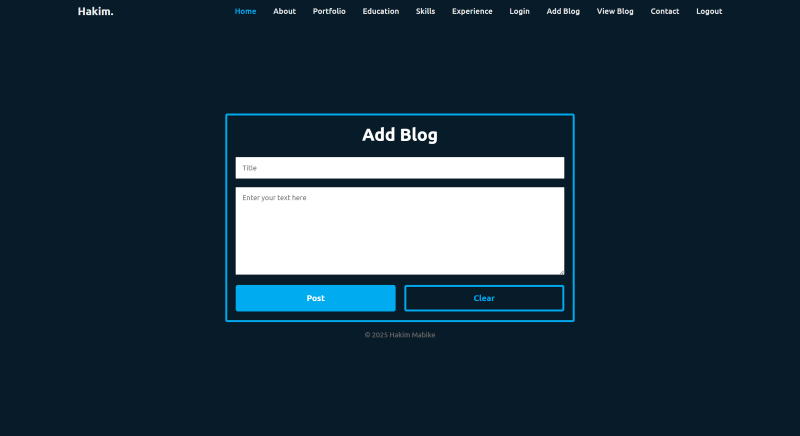 Hakim. Home About Portfolio Education Skills Experience Login Add Blog View Blog Contact Logout
Add Blog
Title
Enter your text here
Post Clear
© 2025 Hakim Mabike